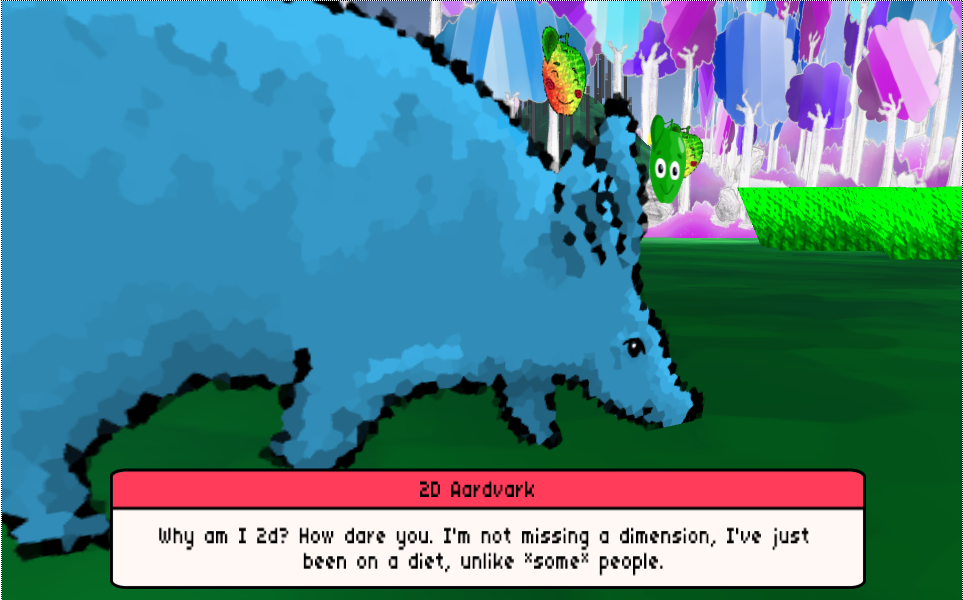 2D Aardvark
Why am I 2d? How dare you. I'm not missing a dimension, I've just
been on a diet, unlike *some* people.